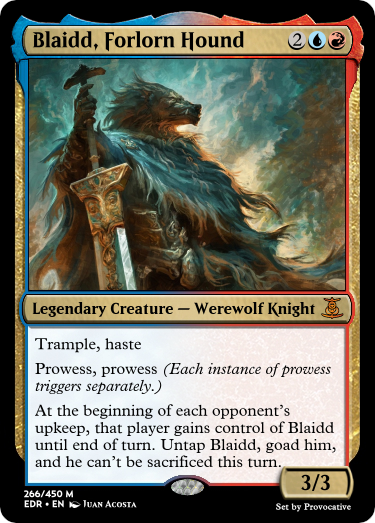 Blaidd, Forlorn Hound 2
Legendary Creature — Werewolf Knight
Trample, haste
Prowess, prowess (Each instance of prowess
triggers separately.)
At the beginning of each opponent's
upkeep, that player gains control of Blaidd
until end of turn. Untap Blaidd, goad him,
and he can't be sacrificed this turn.
3/3
266/450 M
EDR • EN Juan Acosta
Set by Provocative